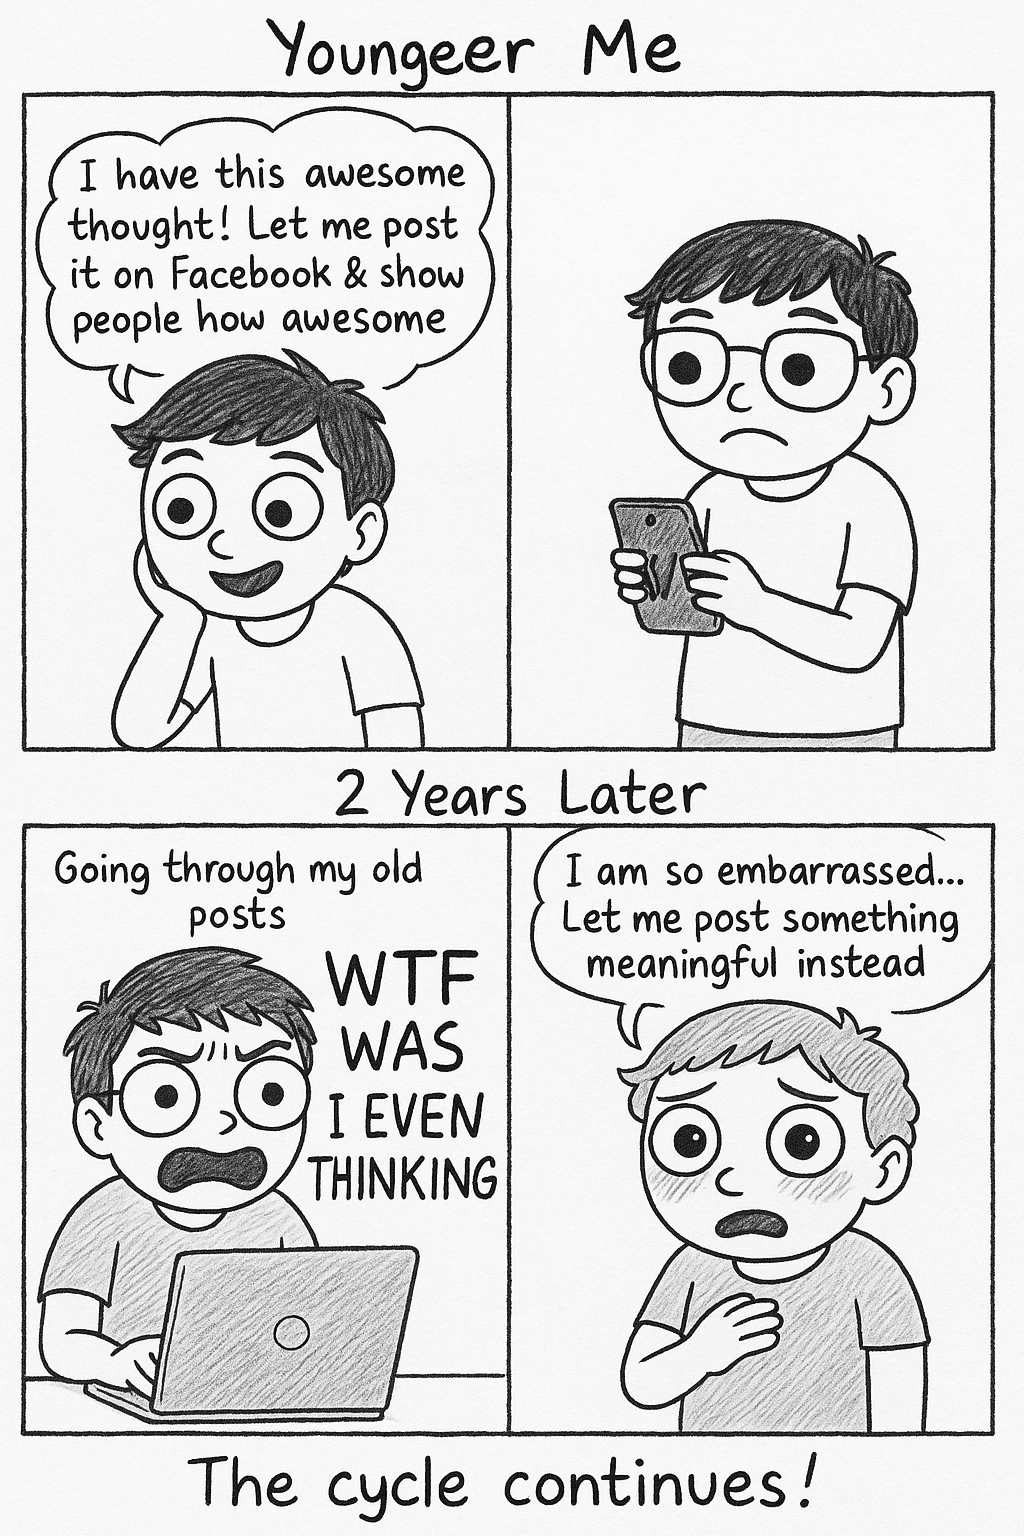 Youngeer Me
I have this awesome
thought! Let me post
it on Facebook & show
people how awesome
2 Years Later
Going through my old
posts
WTF
WAS
I EVEN
THINKING
I am so embarrassed...
Let me post something
meaningful instead
The cycle continues!